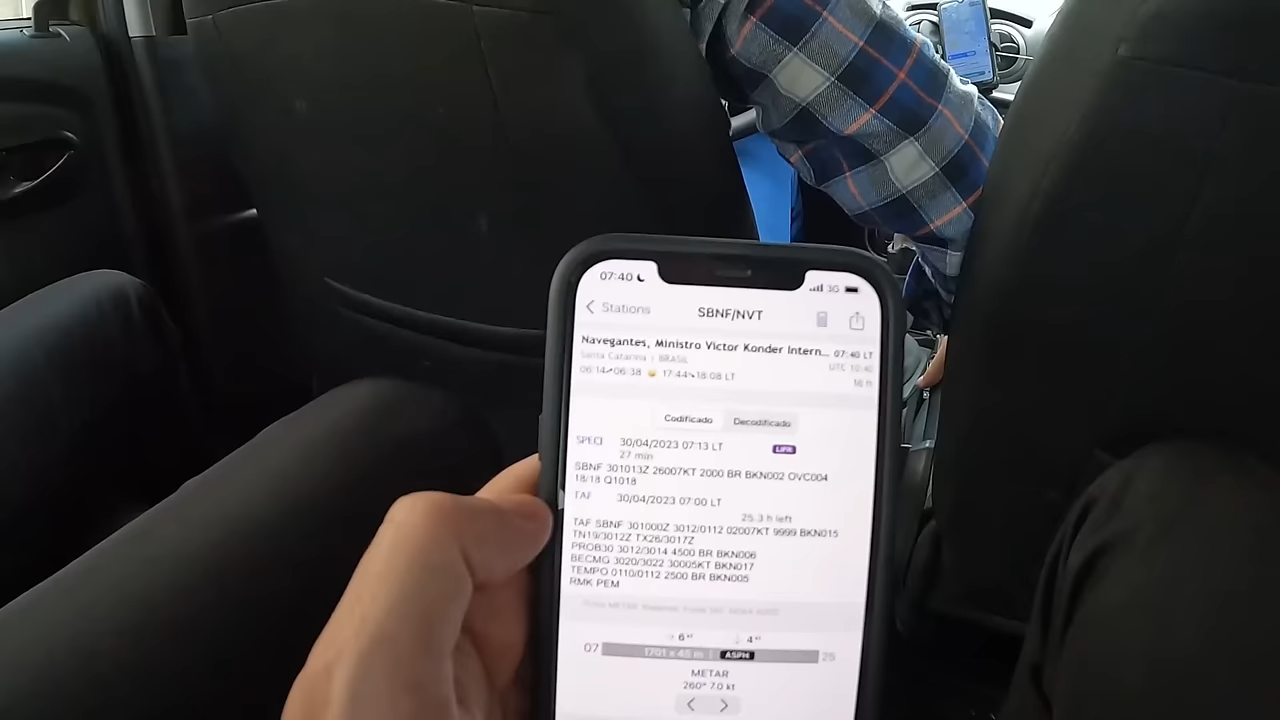 07:40 3G
Stations SBNF/NVT
Navegantes, Ministro Victor Konder Intern... 07:40 LT
Santa Catarina | BRASIL UTC 10:40
06:14 06:38 17:44 18:08 LT
Codificado Decodificado
SPECI 30/04/2023 07:13 LT LIFR
27 min
SBNF 301013Z 26007KT 2000 BR BKN002 OVC004
18/18 Q1018
TAF 30/04/2023 07:00 LT
25.3 h left
TAF SBNF 301000Z 3012/0112 02007KT 9999 BKN015
TN19/3012Z TX26/3017Z
PROB30 3012/3014 4500 BR BKN006
BECMG 3020/3022 30005KT BKN017
TEMPO 0110/0112 2500 BR BKN005
RMK PEM
6 4
07 1701 x 45 m | ASPH 25
METAR
260° 7.0 kt